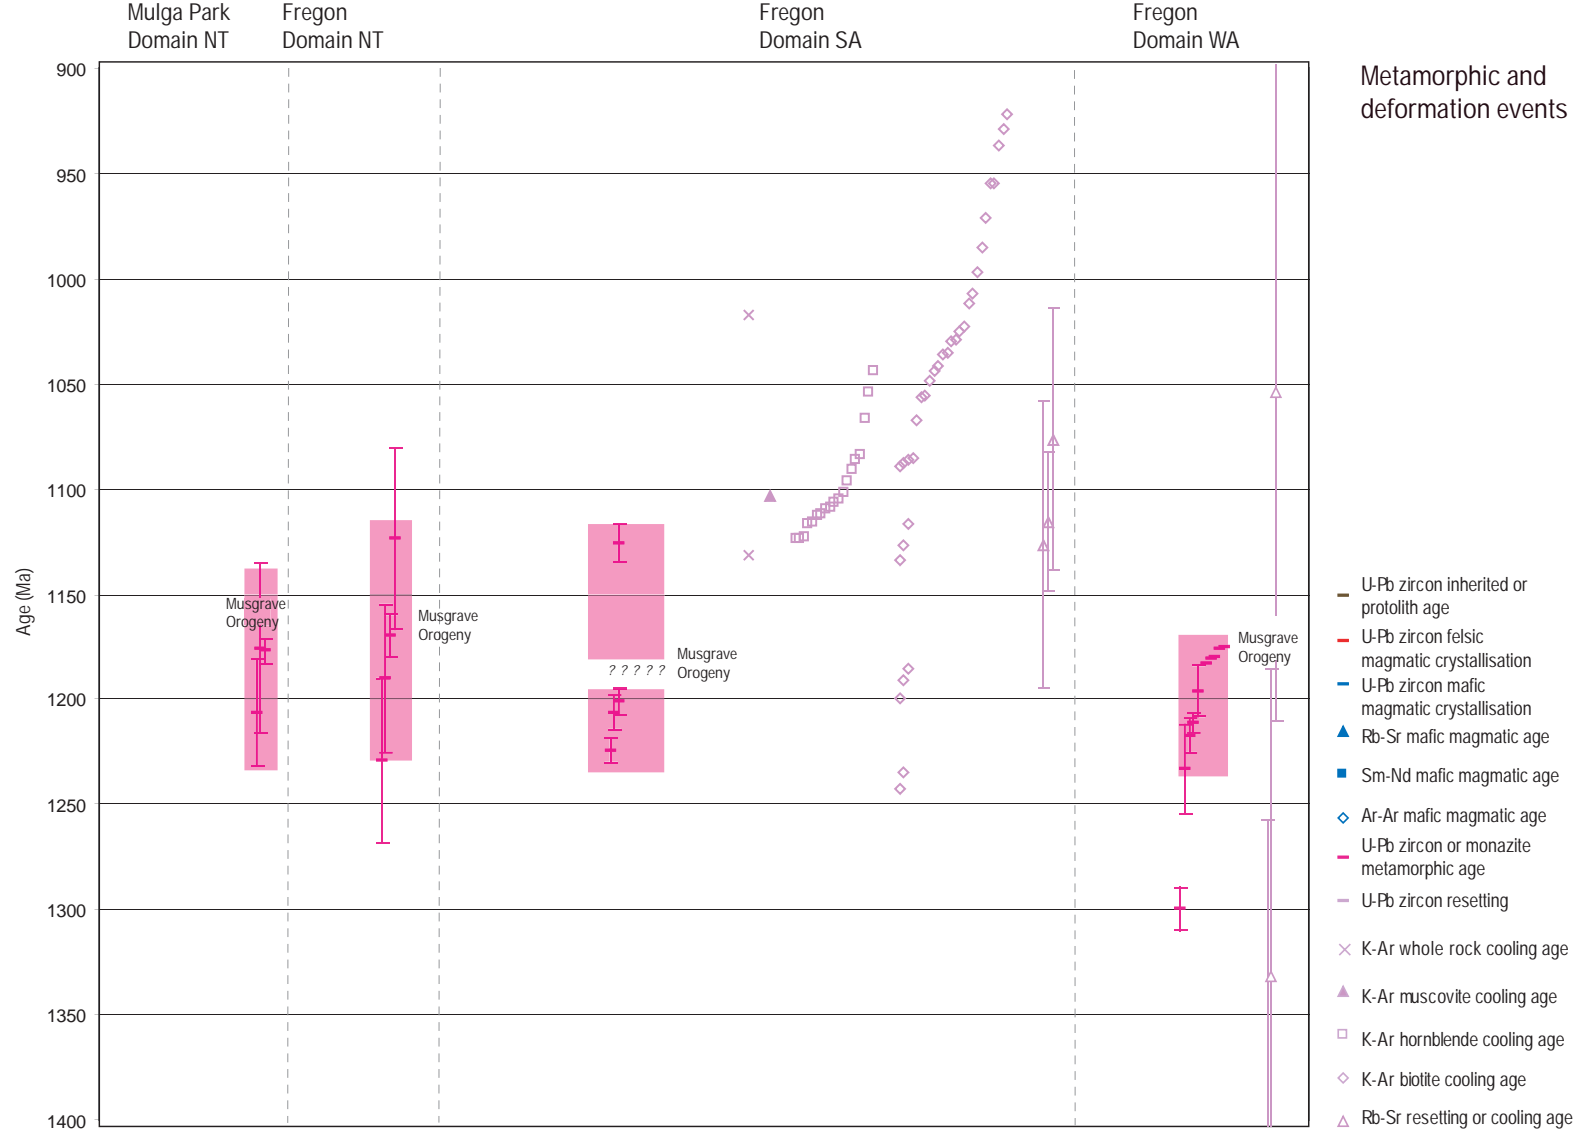 Mulga Park
Domain NT
Fregon
Domain NT
Fregon
Domain SA
Fregon
Domain WA
Metamorphic and
deformation events
Age (Ma)
900
950
1000
1050
1100
1150
1200
1250
1300
1350
1400
Musgrave
Orogeny
Musgrave
Orogeny
? ? ? ? ?
Musgrave
Orogeny
Musgrave
Orogeny
U-Pb zircon inherited or
protolith age
U-Pb zircon felsic
magmatic crystallisation
U-Pb zircon mafic
magmatic crystallisation
Rb-Sr mafic magmatic age
Sm-Nd mafic magmatic age
Ar-Ar mafic magmatic age
U-Pb zircon or monazite
metamorphic age
U-Pb zircon resetting
K-Ar whole rock cooling age
K-Ar muscovite cooling age
K-Ar hornblende cooling age
K-Ar biotite cooling age
Rb-Sr resetting or cooling age